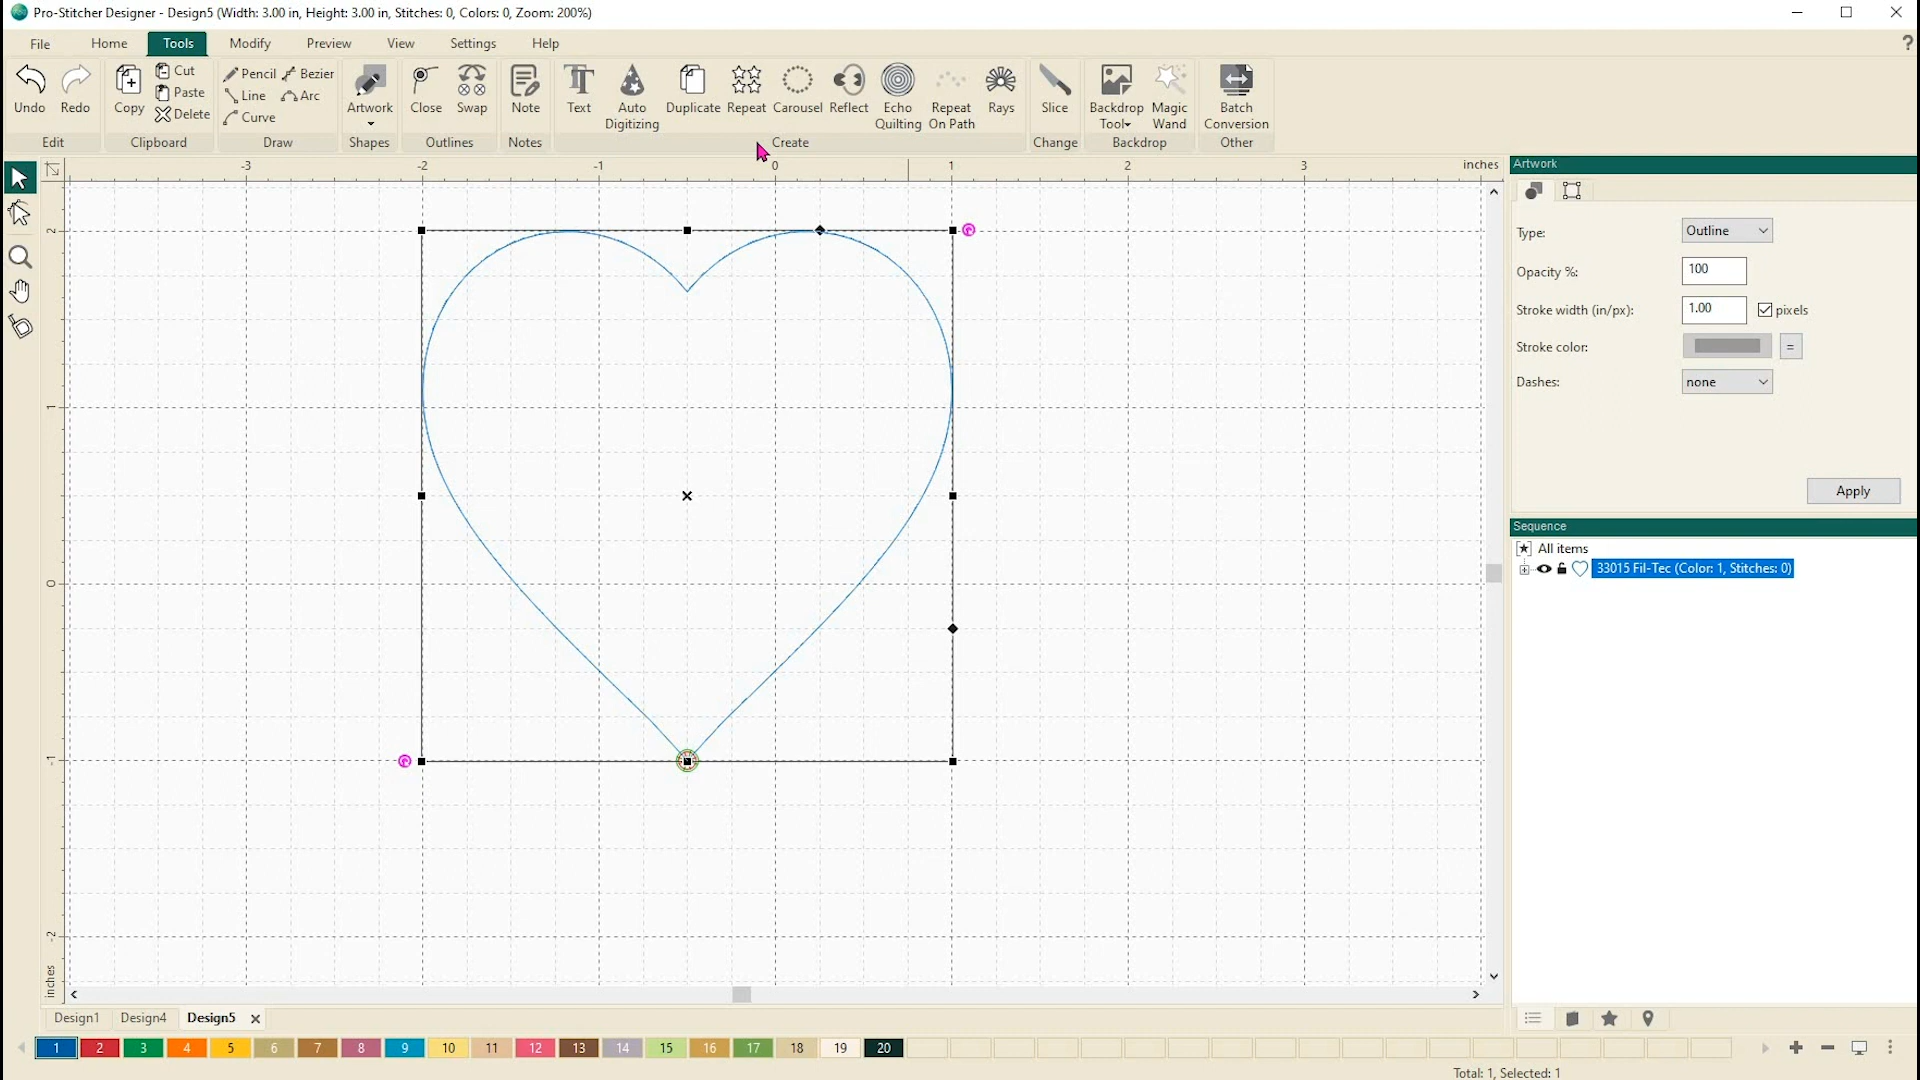 Pro-Stitcher Designer - Design5 (Width: 3.00 in, Height: 3.00 in, Stitches: 0, Colors: 0, Zoom: 200%)
File Home Tools Modify Preview View Settings Help ?
Undo Redo Copy Cut Paste Delete Pencil Bezier Line Arc Curve Artwork Close Swap Note Text Auto Digitizing Duplicate Repeat Carousel Reflect Echo Quilting Repeat On Path Rays Slice Backdrop Tool Magic Wand Batch Conversion
Edit Clipboard Draw Shapes Outlines Notes Create Change Backdrop Other
-3 -2 -1 0 1 2 3 inches
2
1
0
-1
-2
inches
Artwork
Type: Outline
Opacity %: 100
Stroke width (in/px): 1.00 pixels
Stroke color: =
Dashes: none
Apply
Sequence
All items
33015 Fil-Tec (Color: 1, Stitches: 0)
Design1 Design4 Design5
1 2 3 4 5 6 7 8 9 10 11 12 13 14 15 16 17 18 19 20
Total: 1, Selected: 1